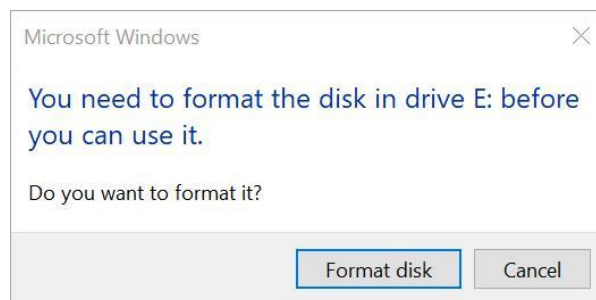 Microsoft Windows
You need to format the disk in drive E: before
you can use it.
Do you want to format it?
Format disk
Cancel